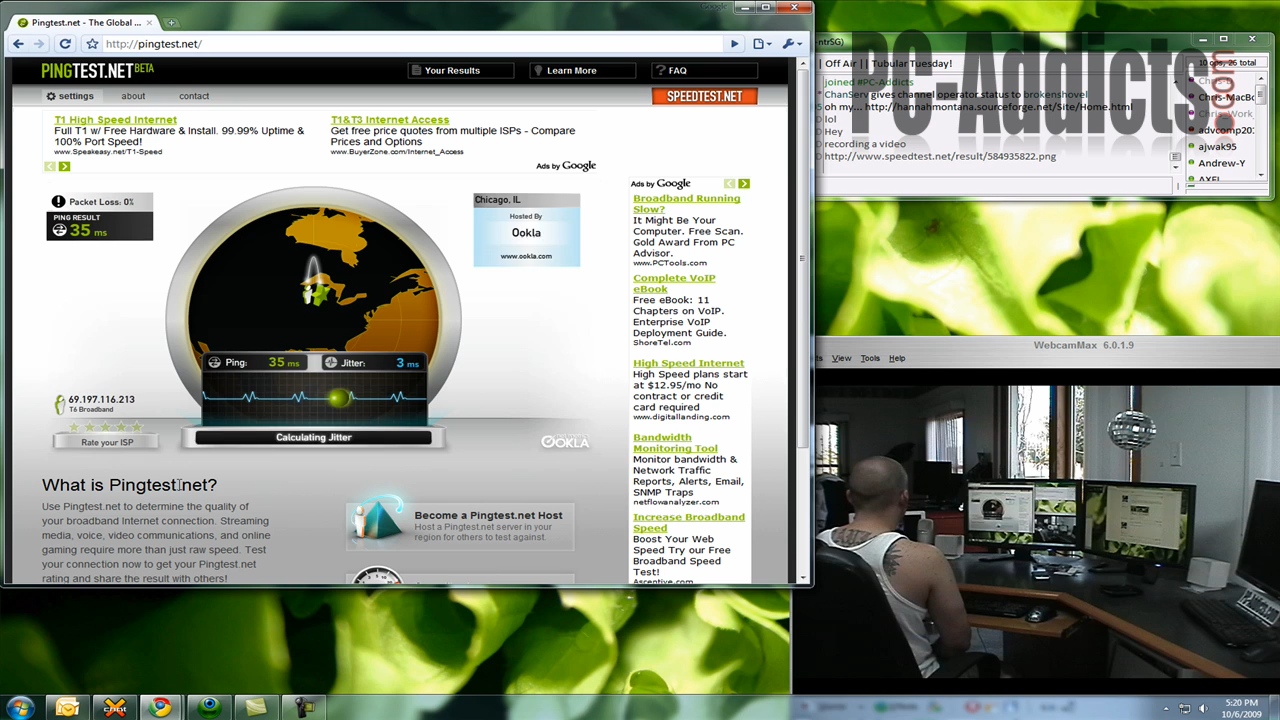 Pingtest.net - The Global ...
http://pingtest.net/
PINGTEST.NET BETA
Your Results
Learn More
FAQ
settings
about
contact
SPEEDTEST.NET
T1 High Speed Internet
Full T1 w/ Free Hardware & Install. 99.99% Uptime &
100% Port Speed!
www.Speakeasy.net/T1-Speed
T1&T3 Internet Access
Get free price quotes from multiple ISPs - Compare
Prices and Options
www.BuyerZone.com/Internet_Access
Ads by Google
Packet Loss: 0%
PING RESULT
35 ms
Chicago, IL
Hosted By
Ookla
www.ookla.com
Ping: 35 ms
Jitter: 3 ms
Calculating Jitter
69.197.116.213
T6 Broadband
Rate your ISP
OOKLA
What is Pingtest.net?
Use Pingtest.net to determine the quality of
your broadband Internet connection. Streaming
media, voice, video communications, and online
gaming require more than just raw speed. Test
your connection now to get your Pingtest.net
rating and share the result with others!
Become a Pingtest.net Host
Host a Pingtest.net server in your
region for others to test against.
Ads by Google
Broadband Running
Slow?
It Might Be Your
Computer. Free Scan.
Gold Award From PC
Advisor.
www.PCTools.com
Complete VoIP
eBook
Free eBook: 11
Chapters on VoIP.
Enterprise VoIP
Deployment Guide.
ShoreTel.com
High Speed Internet
High Speed plans start
at $12.95/mo No
contract or credit
card required
www.digitallanding.com
Bandwidth
Monitoring Tool
Monitor bandwidth &
Network Traffic
Reports, Alerts, Email,
SNMP Traps
netflowanalyzer.com
Increase Broadband
Speed
Boost Your Web
Speed Try our Free
Broadband Speed
Test!
Ascentive.com
PC-Addicts.com
| Off Air | | Tubular Tuesday!
10 ops, 26 total
joined #PC-Addicts
* ChanServ gives channel operator status to brokenshovel
oh my... http://hannahmontana.sourceforge.net/Site/Home.html
lol
Hey
recording a video
http://www.speedtest.net/result/584935822.png
Chris-MacBo
Chris-Work
advcomp20
ajwak95
Andrew-Y
AXEL
WebcamMax 6.0.1.9
View
Tools
Help
5:20 PM
10/6/2009